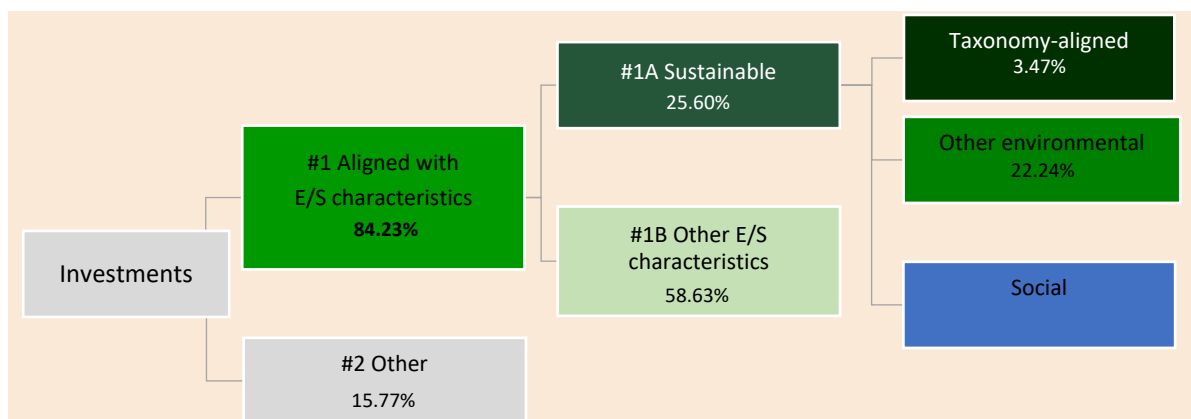 Investments
#1 Aligned with
E/S characteristics
84.23%
#2 Other
15.77%
#1A Sustainable
25.60%
#1B Other E/S
characteristics
58.63%
Taxonomy-aligned
3.47%
Other environmental
22.24%
Social